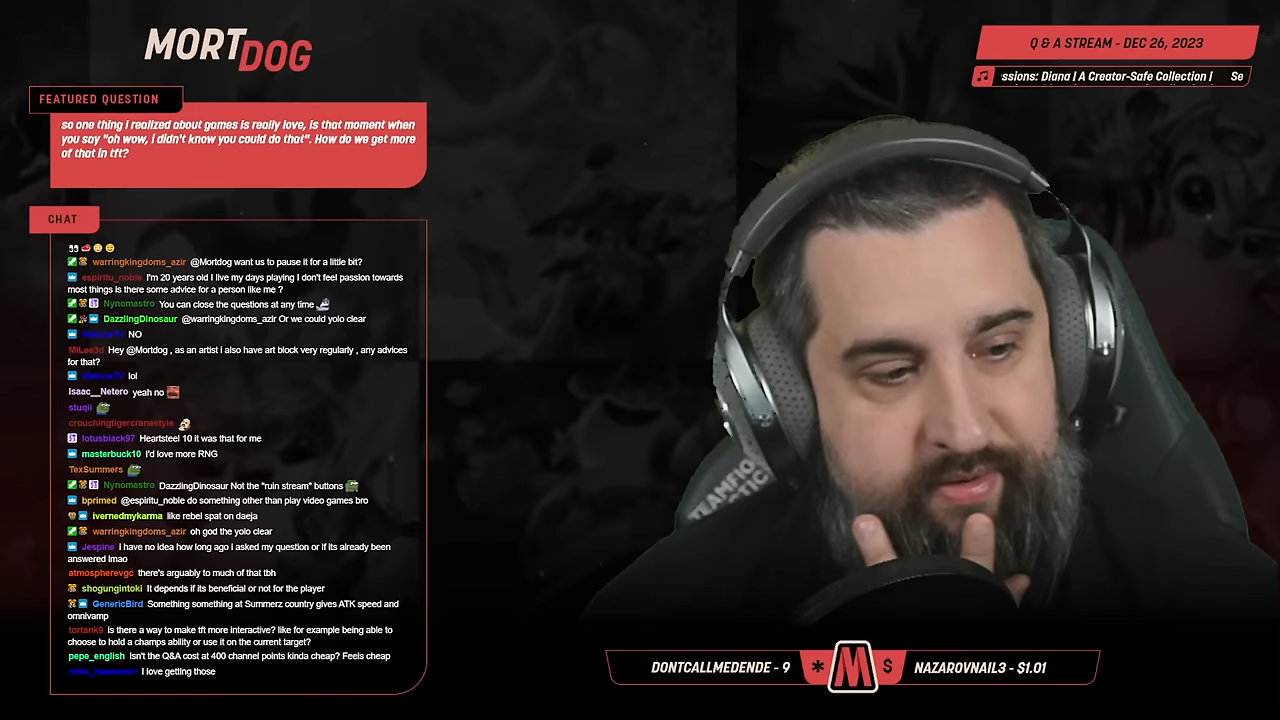 MORTDOG
Q & A STREAM - DEC 26, 2023
ssions: Diana | A Creator-Safe Collection | Se
FEATURED QUESTION
so one thing i realized about games is really love, is that moment when
you say "oh wow, i didn't know you could do that". How do we get more
of that in tft?
CHAT
warringkingdoms_azir @Mortdog want us to pause it for a little bit?
espiritu_noble I'm 20 years old I live my days playing I don't feel passion towards
most things is there some advice for a person like me ?
Nynomastro You can close the questions at any time
DazzlingDinosaur @warringkingdoms_azir Or we could yolo clear
NO
MiLee3d Hey @Mortdog , as an artist i also have art block very regularly , any advices
for that?
lol
Isaac__Netero yeah no
stuqii
crouchingtigercranestyle
lotusblack97 Heartsteel 10 it was that for me
masterbuck10 I'd love more RNG
TexSummers
Nynomastro DazzlingDinosaur Not the "ruin stream" buttons
bprimed @espiritu_noble do something other than play video games bro
ivernedmykarma like rebel spat on daeja
warringkingdoms_azir oh god the yolo clear
Jespine I have no idea how long ago I asked my question or if its already been
answered lmao
atmospherevgc there's arguably to much of that tbh
shogungintoki It depends if its beneficial or not for the player
GenericBird Something something at Summerz country gives ATK speed and
omnivamp
tortank9 is there a way to make tft more interactive? like for example being able to
choose to hold a champs ability or use it on the current target?
pepe_english Isn't the Q&A cost at 400 channel points kinda cheap? Feels cheap
I love getting those
TEAMFIG
TIC
DONTCALLMEDENDE - 9 * M $ NAZAROVNAIL3 - $1.01